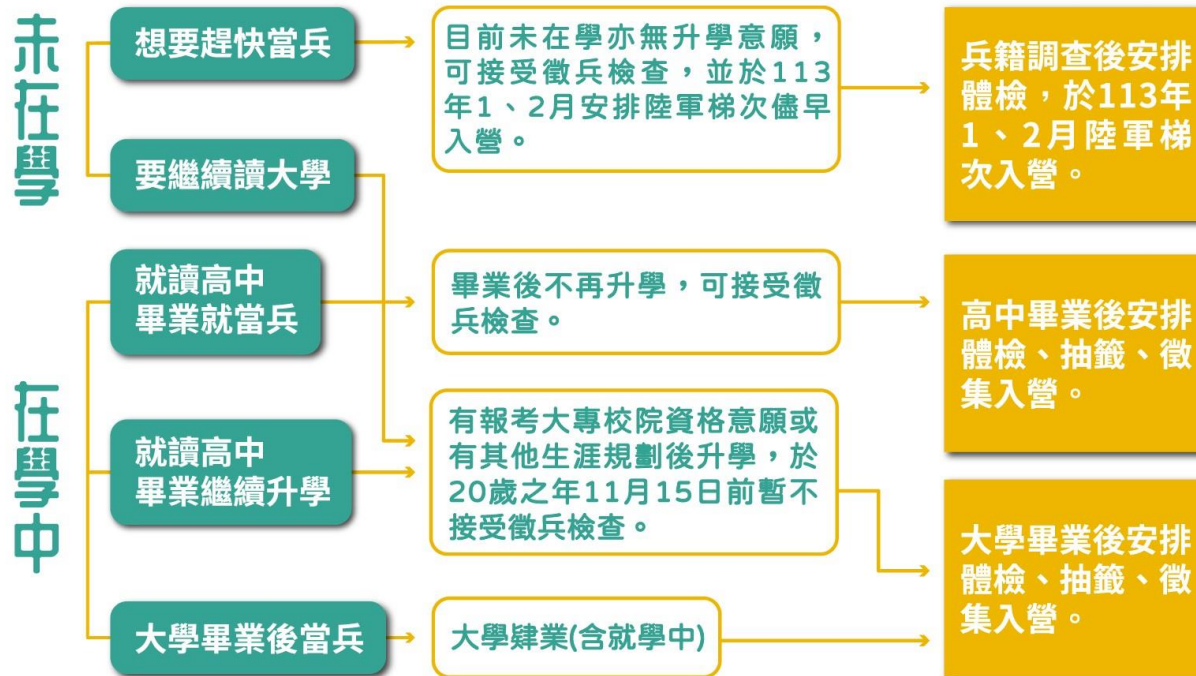 未在學
想要趕快當兵
目前未在學亦無升學意願，
可接受徵兵檢查，並於113
年1、2月安排陸軍梯次儘早
入營。
兵籍調查後安排
體檢，於113年
1、2月陸軍梯
次入營。
要繼續讀大學
在學中
就讀高中
畢業就當兵
畢業後不再升學，可接受徵
兵檢查。
高中畢業後安排
體檢、抽籤、徵
集入營。
就讀高中
畢業繼續升學
有報考大專校院資格意願或
有其他生涯規劃後升學，於
20歲之年11月15日前暫不
接受徵兵檢查。
大學畢業後安排
體檢、抽籤、徵
集入營。
大學畢業後當兵
大學肄業(含就學中)